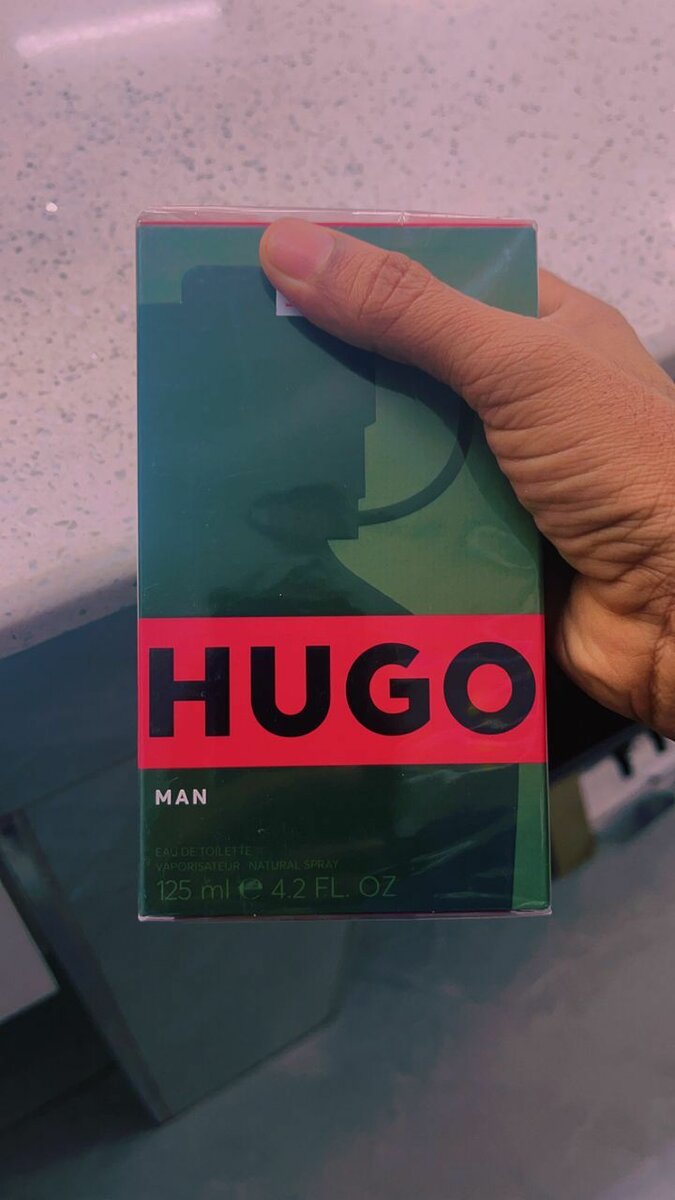 HUGO
MAN
EAU DE TOILETTE
VAPORISATEUR NATURAL SPRAY
125 ml ℮ 4.2 FL. OZ